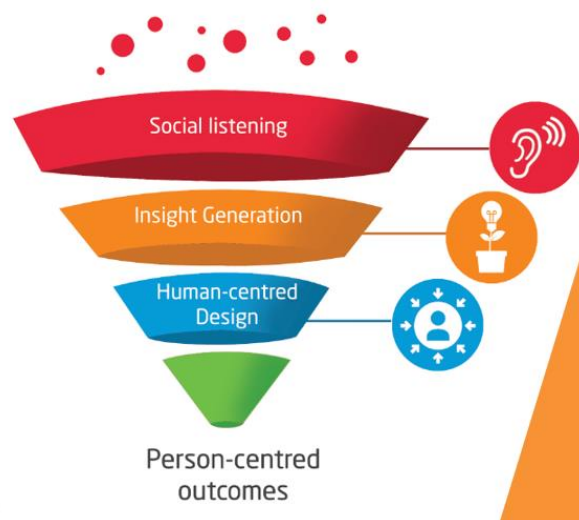 Social listening
Insight Generation
Human-centred
Design
Person-centred
outcomes